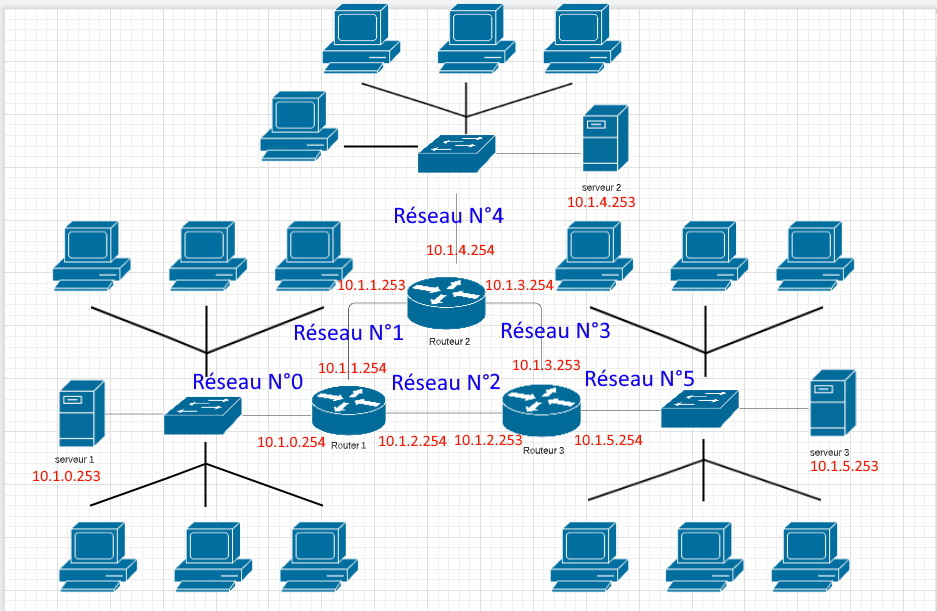 serveur 2
10.1.4.253
Réseau N°4
10.1.4.254
10.1.1.253
10.1.3.254
Réseau N°1
Routeur 2
Réseau N°3
10.1.1.254
10.1.3.253
Réseau N°0
Réseau N°2
Réseau N°5
10.1.0.254
Router 1
10.1.2.254
10.1.2.253
Routeur 3
10.1.5.254
serveur 1
10.1.0.253
serveur 3
10.1.5.253